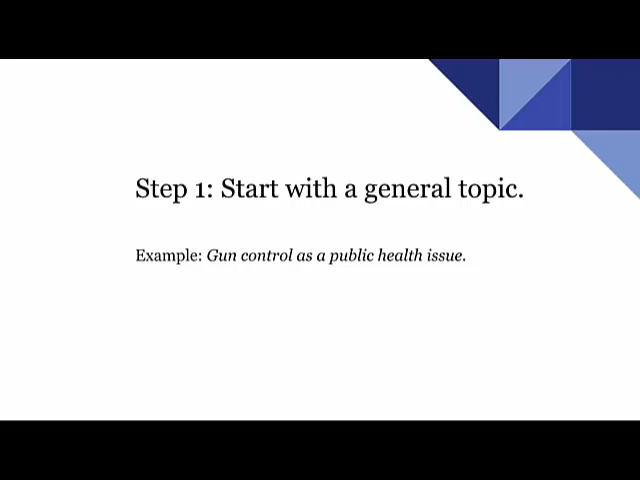 Step 1: Start with a general topic.
Example: Gun control as a public health issue.